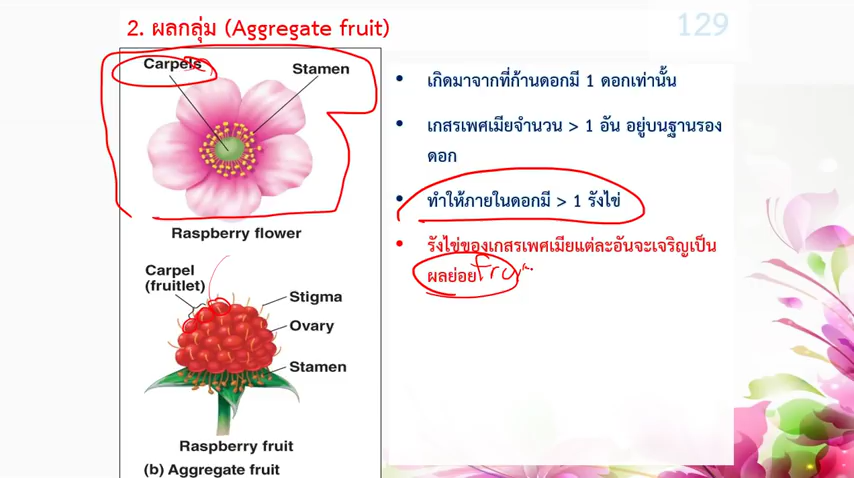 2. ผลกลุ่ม (Aggregate fruit)
129
Carpels
Stamen
Raspberry flower
Carpel
(fruitlet)
Stigma
Ovary
Stamen
Raspberry fruit
(b) Aggregate fruit
• เกิดมาจากที่ก้านดอกมี 1 ดอกเท่านั้น
• เกสรเพศเมียจำนวน > 1 อัน อยู่บนฐานรอง
ดอก
• ทำให้ภายในดอกมี > 1 รังไข่
• รังไข่ของเกสรเพศเมียแต่ละอันจะเจริญเป็น
ผลย่อย